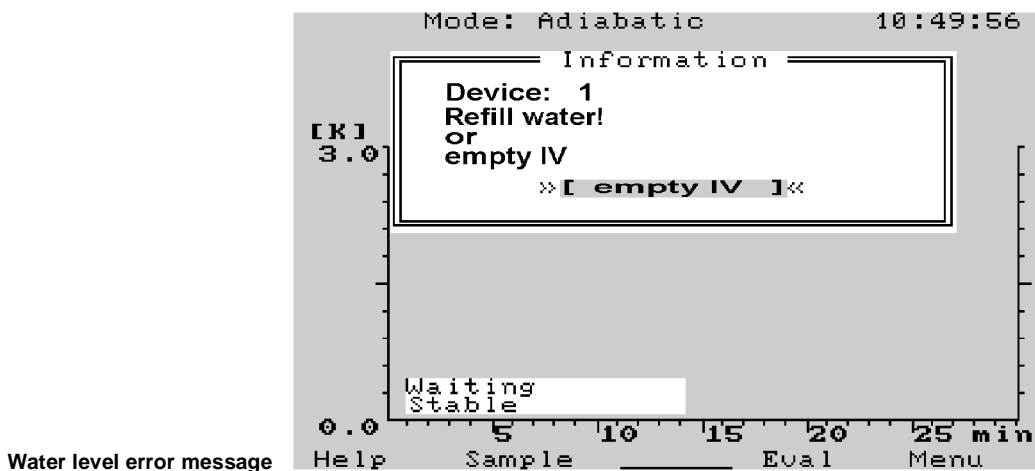 Mode: Adiabatic 10:49:56
Information
Device: 1
Refill water!
or
empty IV
»[ empty IV ]«
[K]
3.0
Waiting
Stable
0.0
5 10 15 20 25 min
Help Sample Eval Menu
Water level error message